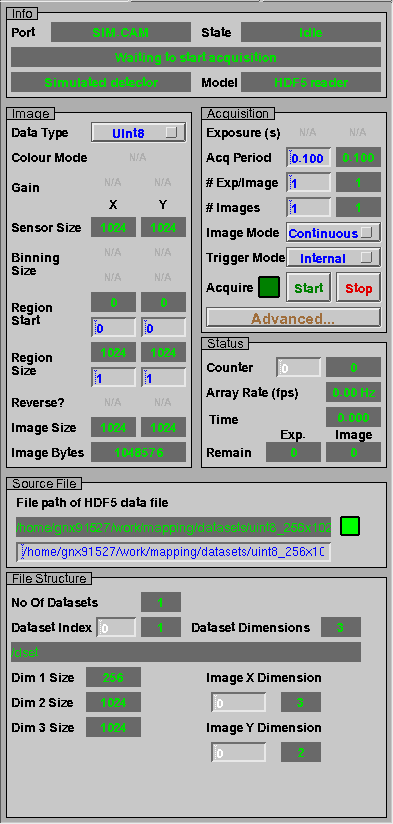 Info
Port SIM.CAM State Idle
Waiting to start acquisition
Simulated detector Model HDF5 reader
Image
Data Type UInt8
Colour Mode N/A
Gain N/A N/A
X Y
Sensor Size 1024 1024
Binning Size N/A N/A
N/A N/A
Region Start 0 0
0 0
Region Size 1024 1024
1 1
Reverse? N/A N/A
Image Size 1024 1024
Image Bytes 1048576
Acquisition
Exposure (s) N/A N/A
Acq Period 0.100 0.100
# Exp/Image 1 1
# Images 1 1
Image Mode Continuous
Trigger Mode Internal
Acquire Start Stop
Advanced...
Status
Counter 0 0
Array Rate (fps) 0.00 Hz
Time 0.000
Exp. Image
Remain 0 0
Source File
File path of HDF5 data file
/home/gnx91527/work/mapping/datasets/uint8_256x102
/home/gnx91527/work/mapping/datasets/uint8_256x10
File Structure
No Of Datasets 1
Dataset Index 0 1 Dataset Dimensions 3
/dset
Dim 1 Size 256 Image X Dimension
Dim 2 Size 1024 0 3
Dim 3 Size 1024 Image Y Dimension
0 2